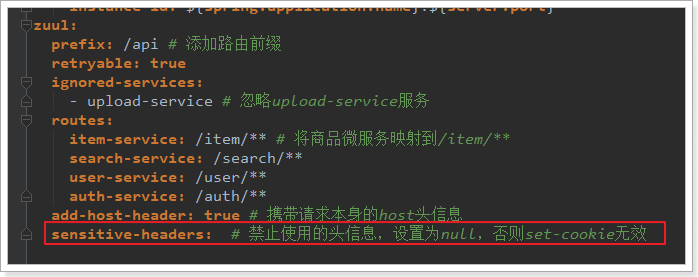 instance-id: ${spring.application.name}:${server.port}
zuul:
prefix: /api # 添加路由前缀
retryable: true
ignored-services:
- upload-service # 忽略upload-service服务
routes:
item-service: /item/** # 将商品微服务映射到/item/**
search-service: /search/**
user-service: /user/**
auth-service: /auth/**
add-host-header: true # 携带请求本身的host头信息
sensitive-headers: # 禁止使用的头信息，设置为null，否则set-cookie无效